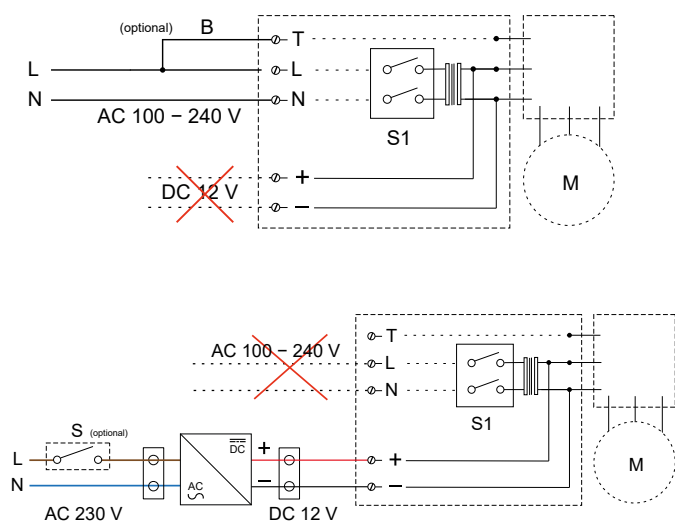 (optional) B
T
L L
N N
AC 100 − 240 V
S1
M
+
DC 12 V
−
T
AC 100 − 240 V
L
N
S1
S (optional)
M
L
DC
+
+
N
AC
−
−
AC 230 V
DC 12 V